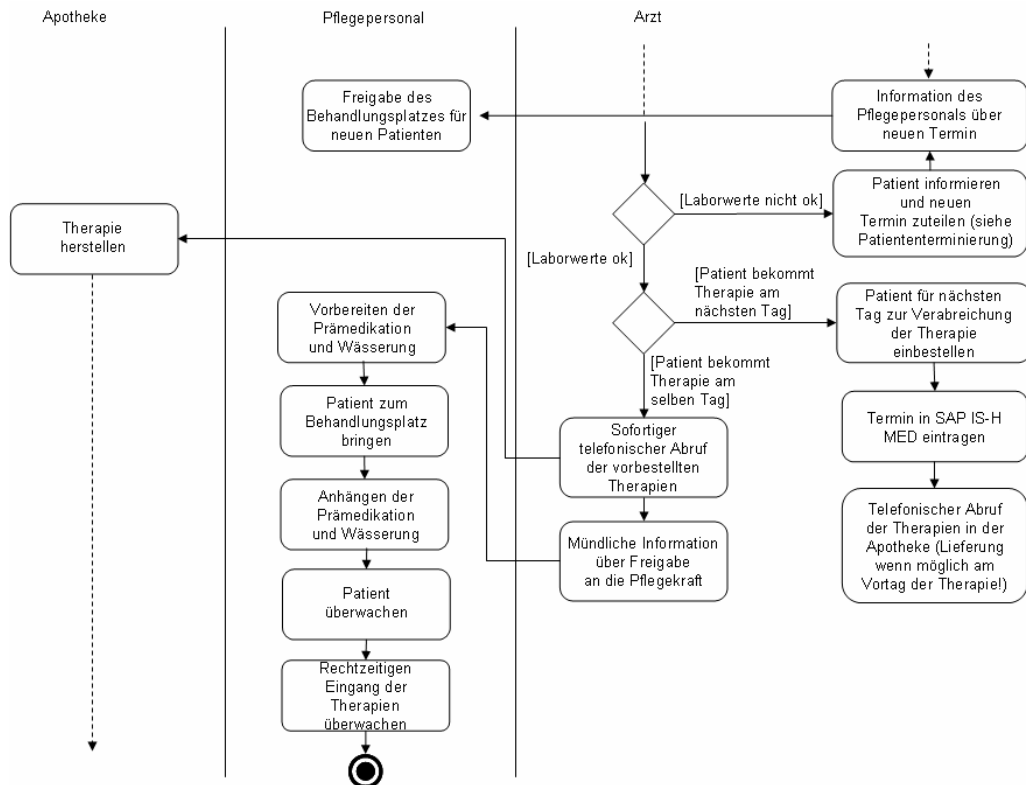 Apotheke
Pflegepersonal
Arzt
Freigabe des
Behandlungsplatzes für
neuen Patienten
Information des
Pflegepersonals über
neuen Termin
[Laborwerte nicht ok]
Patient informieren
und neuen
Termin zuteilen (siehe
Patiententerminierung)
Therapie
herstellen
[Laborwerte ok]
[Patient bekommt
Therapie am
nächsten Tag]
Patient für nächsten
Tag zur Verabreichung
der Therapie
einbestellen
Vorbereiten der
Prämedikation
und Wässerung
[Patient bekommt
Therapie am
selben Tag]
Patient zum
Behandlungsplatz
bringen
Sofortiger
telefonischer Abruf
der vorbestellten
Therapien
Termin in SAP IS-H
MED eintragen
Anhängen der
Prämedikation
und Wässerung
Mündliche Information
über Freigabe
an die Pflegekraft
Telefonischer Abruf
der Therapien in der
Apotheke (Lieferung
wenn möglich am
Vortag der Therapie!)
Patient
überwachen
Rechtzeitigen
Eingang der
Therapien
überwachen